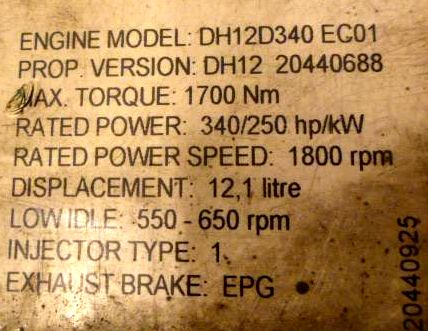 ENGINE MODEL: DH12D340 EC01
PROP. VERSION: DH12 20440688
MAX. TORQUE: 1700 Nm
RATED POWER: 340/250 hp/kW
RATED POWER SPEED: 1800 rpm
DISPLACEMENT: 12,1 litre
LOW IDLE: 550 - 650 rpm
INJECTOR TYPE: 1
EXHAUST BRAKE: EPG
20440925